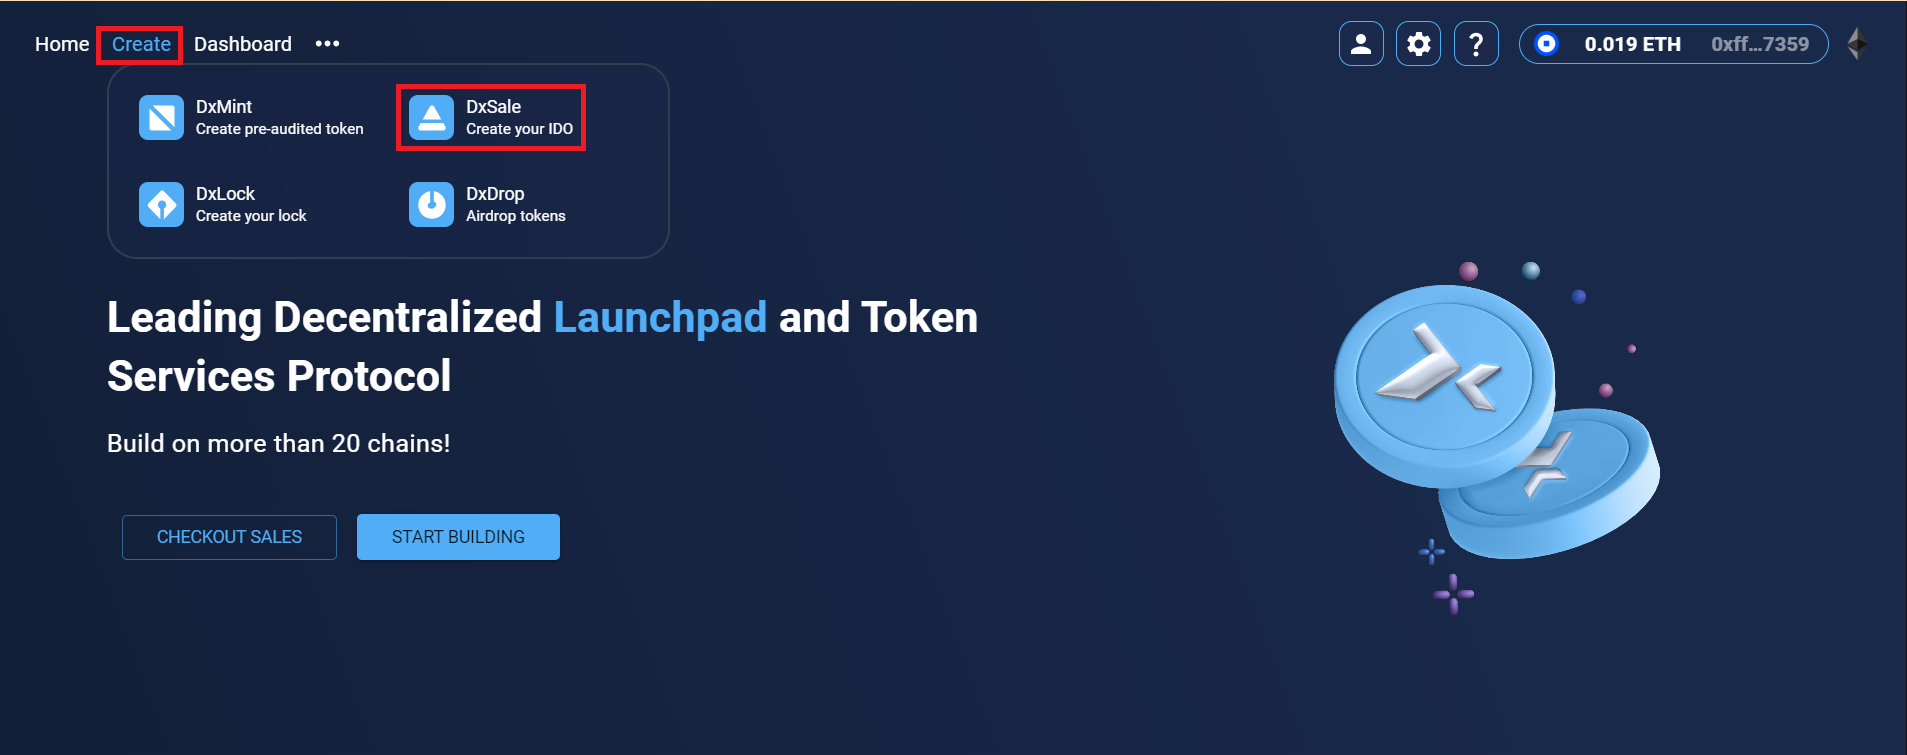 Home Create Dashboard •••
0.019 ETH 0xff...7359
DxMint
Create pre-audited token
DxSale
Create your IDO
DxLock
Create your lock
DxDrop
Airdrop tokens
Leading Decentralized Launchpad and Token
Services Protocol
Build on more than 20 chains!
CHECKOUT SALES
START BUILDING